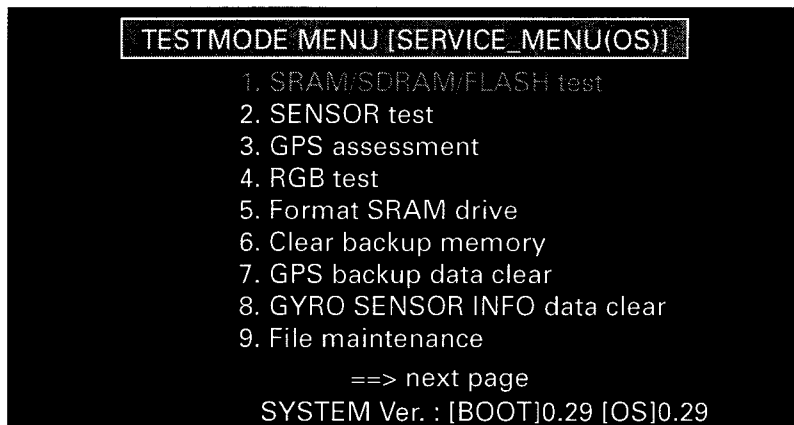 TESTMODE MENU [SERVICE_MENU(OS)]
1. SRAM/SDRAM/FLASH test
2. SENSOR test
3. GPS assessment
4. RGB test
5. Format SRAM drive
6. Clear backup memory
7. GPS backup data clear
8. GYRO SENSOR INFO data clear
9. File maintenance
==> next page
SYSTEM Ver. : [BOOT]0.29 [OS]0.29